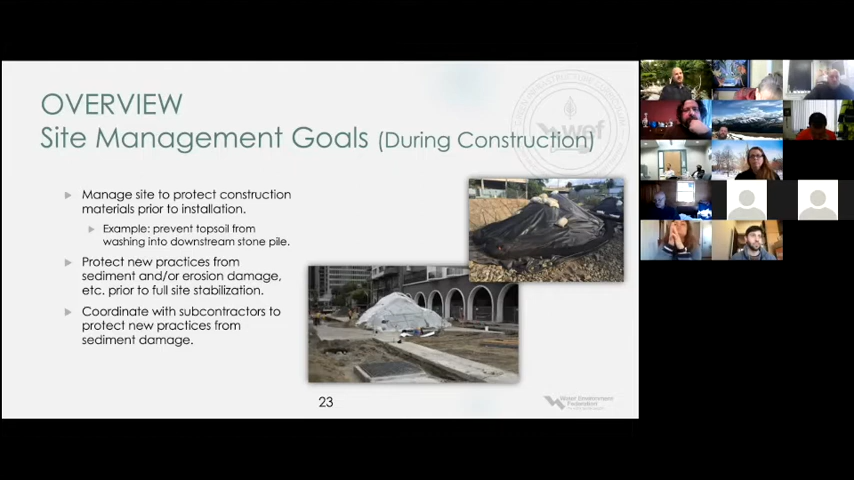 OVERVIEW
Site Management Goals (During Construction)
Manage site to protect construction
materials prior to installation.
Example: prevent topsoil from
washing into downstream stone pile.
Protect new practices from
sediment and/or erosion damage,
etc. prior to full site stabilization.
Coordinate with subcontractors to
protect new practices from
sediment damage.
wef
23
Water Environment
Federation